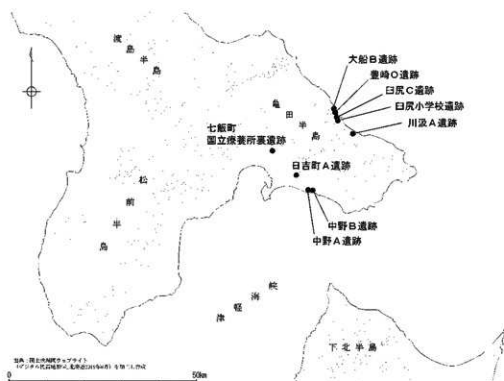 渡島半島
大船B遺跡
豊崎O遺跡
臼尻C遺跡
臼尻小学校遺跡
川汲A遺跡
亀田半島
七飯町
国立療養所裏遺跡
日吉町A遺跡
松前半島
中野B遺跡
中野A遺跡
津軽海峡
下北半島
0
50km